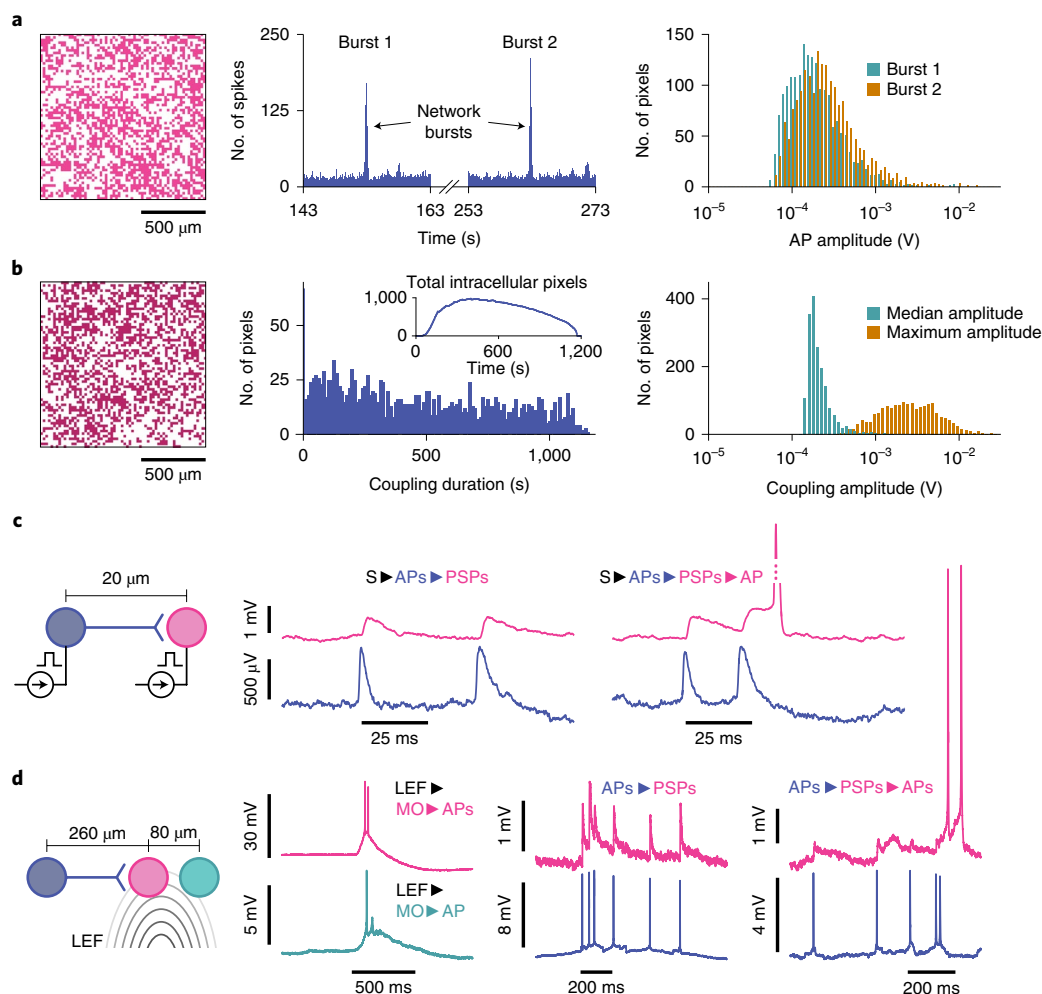 a
500 μm
No. of spikes
250
125
0
Burst 1
Burst 2
Network
bursts
143
163
253
273
Time (s)
No. of pixels
150
100
50
0
Burst 1
Burst 2
10⁻⁵
10⁻⁴
10⁻³
10⁻²
AP amplitude (V)
b
500 μm
No. of pixels
50
25
0
Total intracellular pixels
1,000
0
0
600
1,200
Time (s)
0
500
1,000
Coupling duration (s)
No. of pixels
400
200
0
Median amplitude
Maximum amplitude
10⁻⁵
10⁻⁴
10⁻³
10⁻²
Coupling amplitude (V)
c
20 μm
S▶APs▶PSPs
1 mV
500 μV
25 ms
S▶APs▶PSPs▶AP
25 ms
d
260 μm
80 μm
LEF
LEF▶
MO▶APs
30 mV
LEF▶
MO▶AP
5 mV
500 ms
APs▶PSPs
1 mV
8 mV
200 ms
APs▶PSPs▶APs
1 mV
4 mV
200 ms